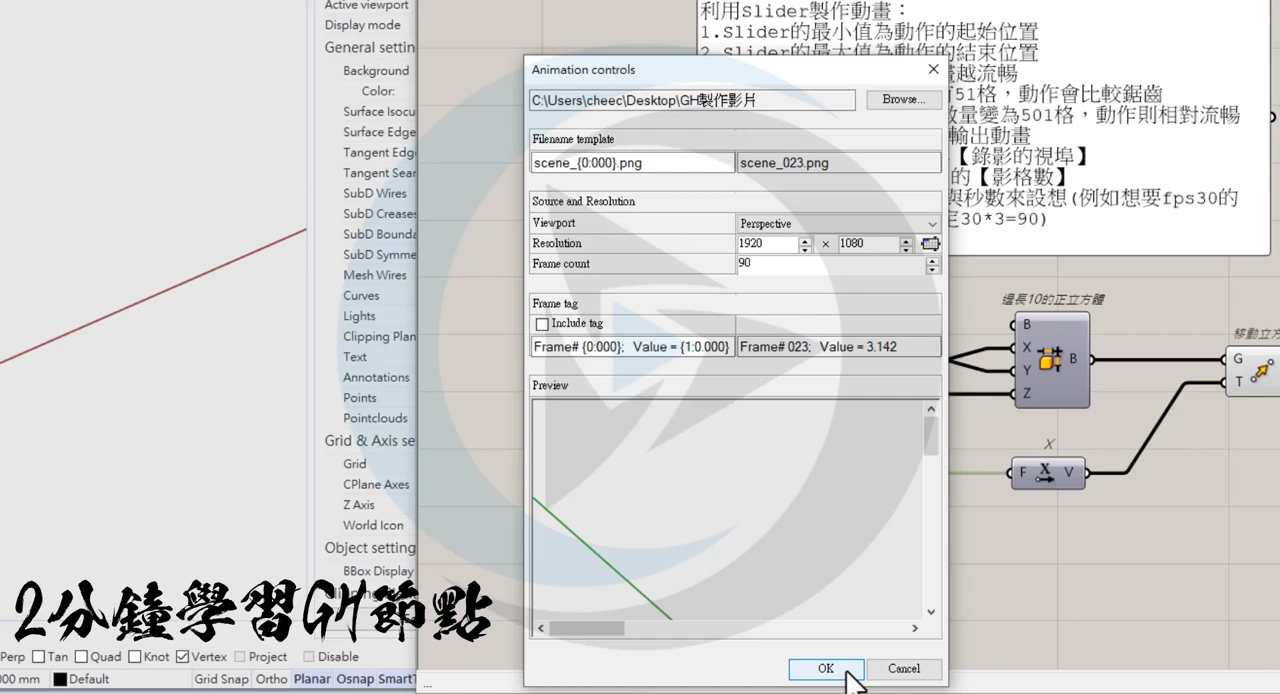 Active viewport
Display mode
General settin
Background
Color:
Surface Isocu
Surface Edge
Tangent Edg
Tangent Sear
SubD Wires
SubD Creases
SubD Bounda
SubD Symme
Mesh Wires
Curves
Lights
Clipping Plan
Text
Annotations
Points
Pointclouds
Grid & Axis se
Grid
CPlane Axes
Z Axis
World Icon
Object setting
BBox Display
利用Slider製作動畫：
1.Slider的最小值為動作的起始位置
2.Slider的最大值為動作的結束位置
畫越流暢
有51格，動作會比較鋸齒
數量變為501格，動作則相對流暢
輸出動畫
【錄影的視埠】
的【影格數】
與秒數來設想(例如想要fps30的
30*3=90)
Animation controls
C:\Users\cheec\Desktop\GH製作影片
Browse...
Filename template
scene_{0:000}.png scene_023.png
Source and Resolution
Viewport Perspective
Resolution 1920 × 1080
Frame count 90
Frame tag
Include tag
Frame# {0:000}; Value = {1:0.000} Frame# 023; Value = 3.142
Preview
OK Cancel
邊長10的正立方體
B
X
Y
Z
B
移動立方
G
T
X
F X V
2分鐘學習GH節點
Perp Tan Quad Knot Vertex Project Disable
000 mm Default Grid Snap Ortho Planar Osnap SmartT
...